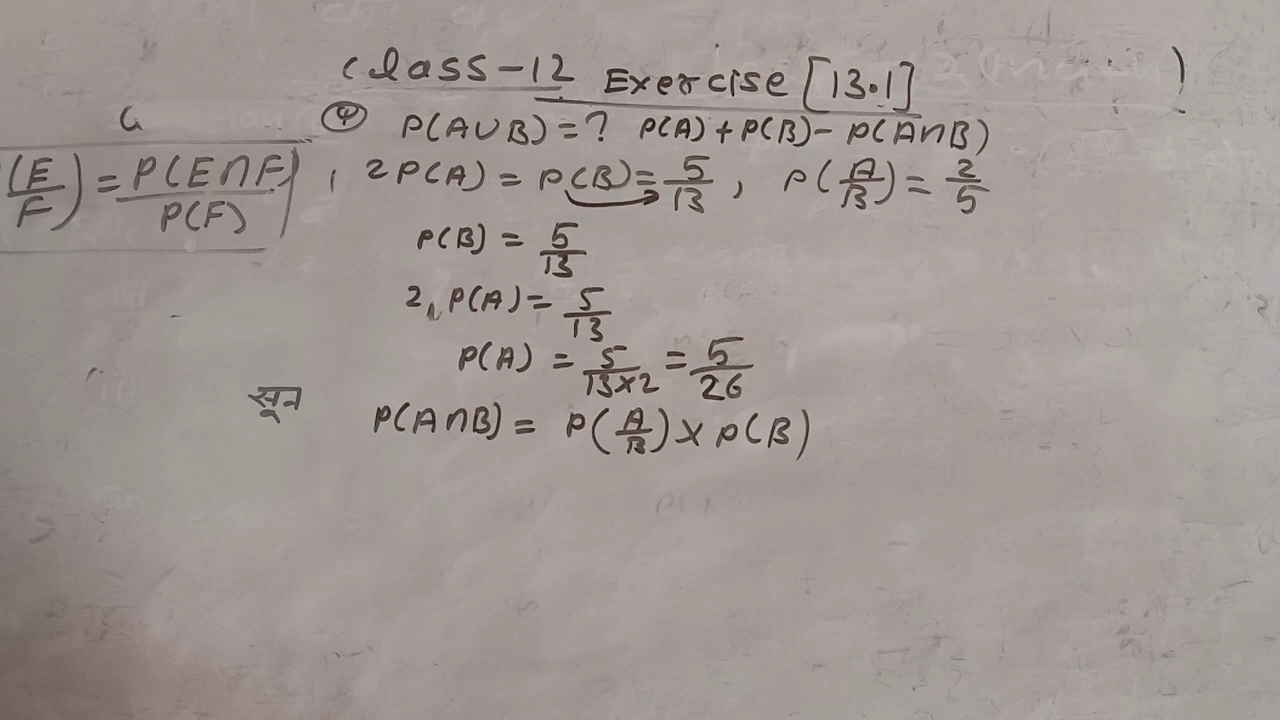 Class-12 Exercise [13.1] )
④ P(A∪B)=? P(A)+P(B)-P(A∩B)
(E/F) = P(E∩F)/P(F)
, 2P(A) = P(B) = 5/13, P(A/B) = 2/5
P(B) = 5/13
2, P(A) = 5/13
P(A) = 5/13×2 = 5/26
सून P(A∩B) = P(A/B) × P(B)